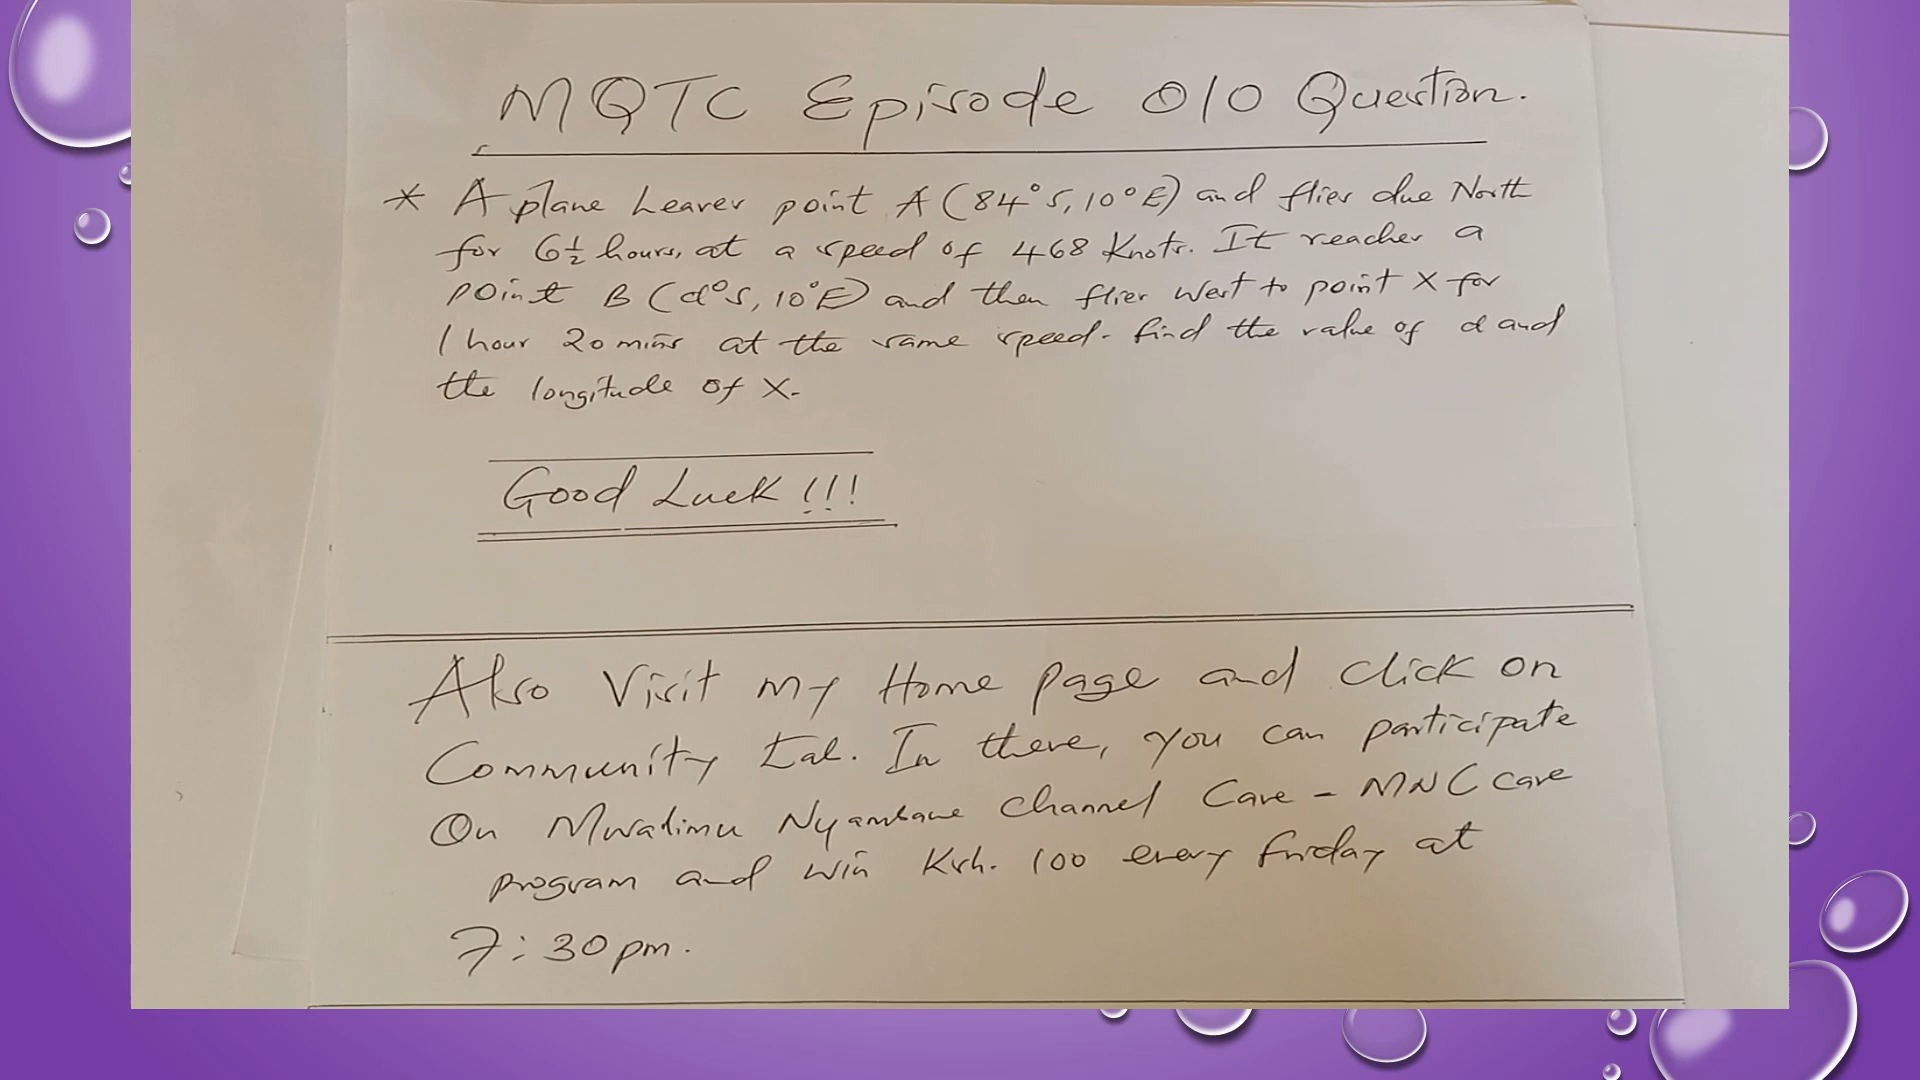 MQTC Episode 010 Question.
* A plane Leaves point A (84°S, 10°E) and flies due North
for 6 1/2 hours, at a speed of 468 Knots. It reaches a
point B (d°S, 10°E) and then flies West to point X for
1 hour 20 mins at the same speed. find the value of d and
the longitude of X.
Good Luck !!!
Also Visit my Home page and click on
Community tab. In there, you can participate
On Mwalimu Nyambane Channel Care - MNC care
program and win Ksh. 100 every friday at
7:30 pm.